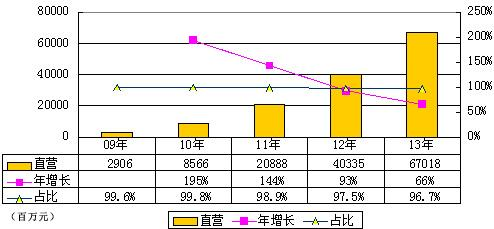 80000 250%
200%
60000
150%
40000
100%
20000
50%
0 0%
09年 10年 11年 12年 13年
直营 2906 8566 20888 40335 67018
年增长 195% 144% 93% 66%
占比 99.6% 99.8% 98.9% 97.5% 96.7%
(百万元) 直营 年增长 占比